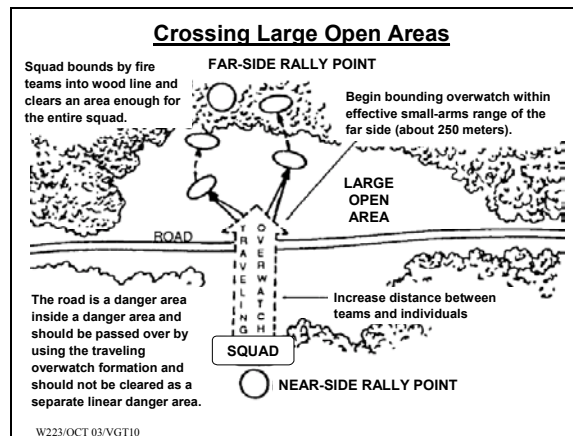 Crossing Large Open Areas
Squad bounds by fire
teams into wood line and
clears an area enough for
the entire squad.
FAR-SIDE RALLY POINT
Begin bounding overwatch within
effective small-arms range of the
far side (about 250 meters).
LARGE
OPEN
AREA
ROAD
TRAVELING
OVERWATCH
The road is a danger area
inside a danger area and
should be passed over by
using the traveling
overwatch formation and
should not be cleared as a
separate linear danger area.
Increase distance between
teams and individuals
SQUAD
NEAR-SIDE RALLY POINT
W223/OCT 03/VGT10